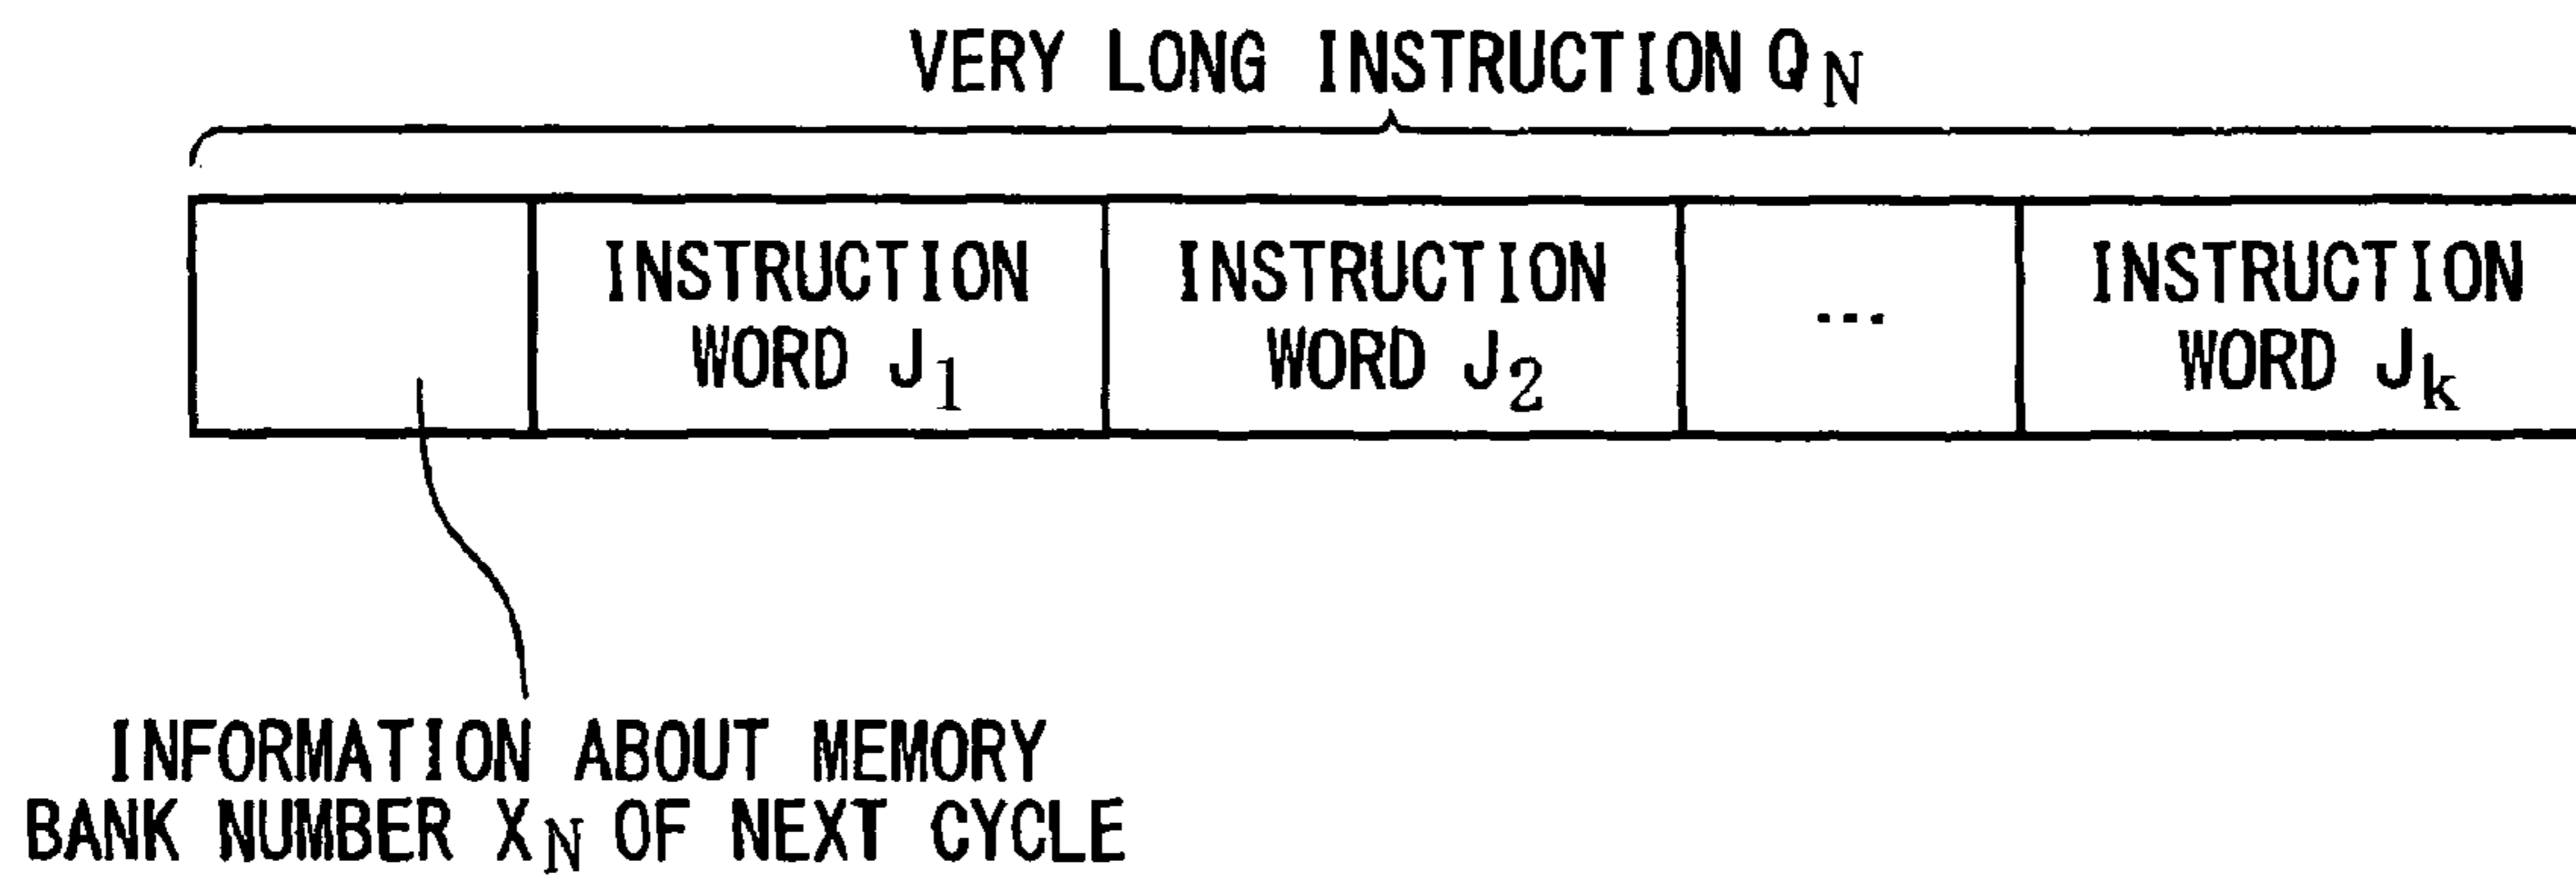 VERY LONG INSTRUCTION Q_N
INSTRUCTION WORD J_1
INSTRUCTION WORD J_2
...
INSTRUCTION WORD J_k
INFORMATION ABOUT MEMORY
BANK NUMBER X_N OF NEXT CYCLE